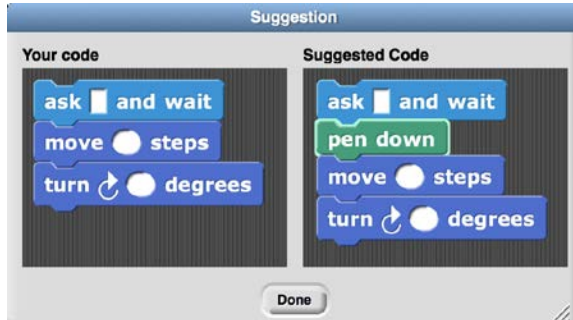 Suggestion
Your code
ask and wait
move steps
turn degrees
Suggested Code
ask and wait
pen down
move steps
turn degrees
Done